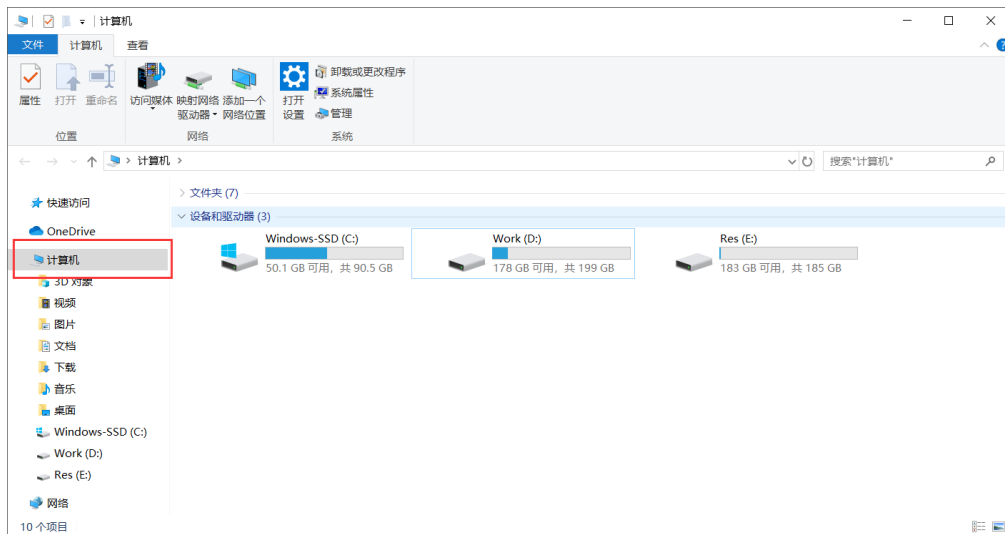 计算机
文件 计算机 查看
属性 打开 重命名 访问媒体 映射网络驱动器 添加一个网络位置 打开设置 卸载或更改程序
系统属性
管理
位置 网络 系统
计算机 搜索"计算机"
快速访问
OneDrive
计算机
3D 对象
视频
图片
文档
下载
音乐
桌面
Windows-SSD (C:)
Work (D:)
Res (E:)
网络
文件夹 (7)
设备和驱动器 (3)
Windows-SSD (C:)
50.1 GB 可用，共 90.5 GB
Work (D:)
178 GB 可用，共 199 GB
Res (E:)
183 GB 可用，共 185 GB
10 个项目